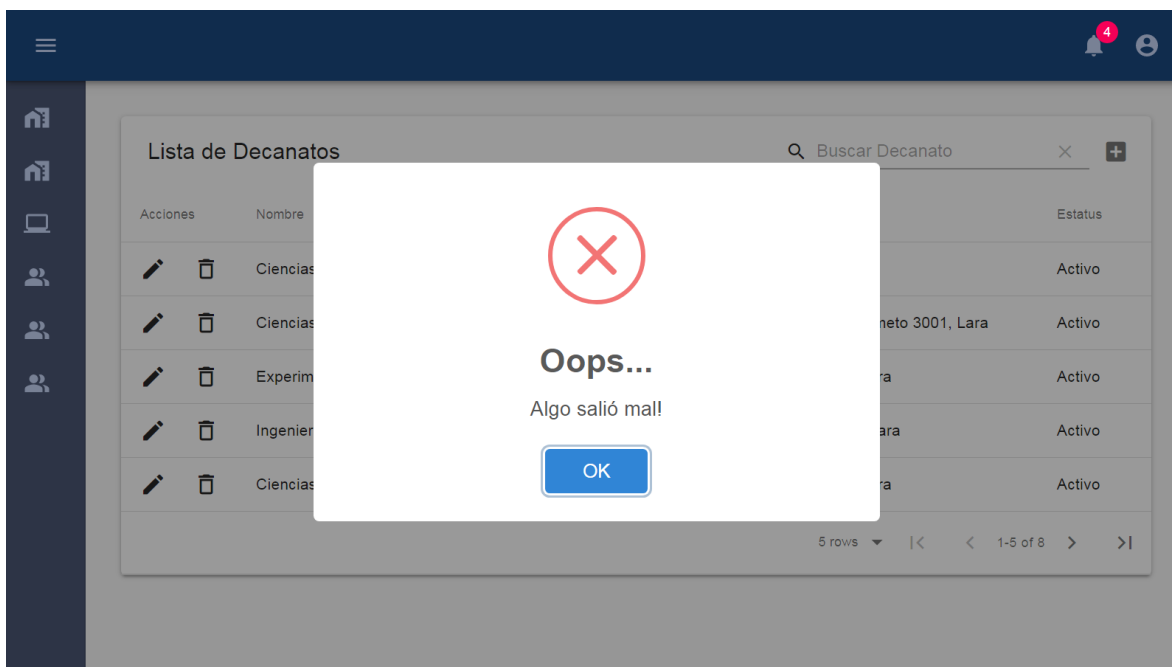 4
Lista de Decanatos
Buscar Decanato
Acciones Nombre Estatus
Ciencias Activo
Ciencias neto 3001, Lara Activo
Experim ra Activo
Oops...
Algo salió mal!
Ingenier ara Activo
OK
Ciencias ra Activo
5 rows 1-5 of 8